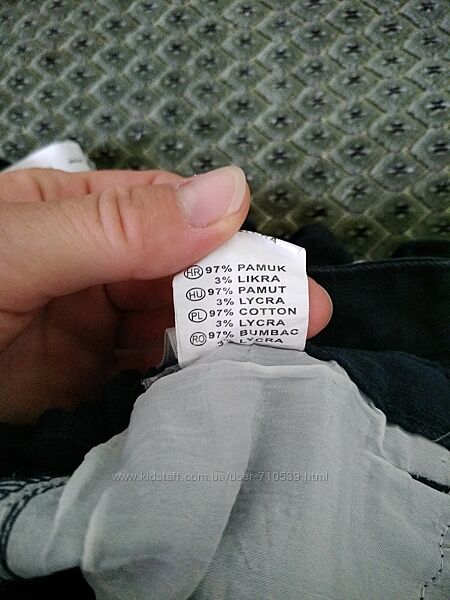 HR 97% PAMUK
3% LIKRA
HU 97% PAMUT
3% LYCRA
PL 97% COTTON
3% LYCRA
RO 97% BUMBAC
3% LYCRA
www.kidstaff.com.ua/user-710539.html